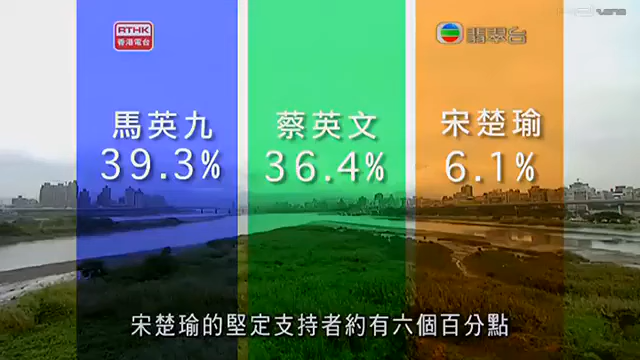 RTHK
香港電台
翡翠台
馬英九
39.3%
蔡英文
36.4%
宋楚瑜
6.1%
宋楚瑜的堅定支持者約有六個百分點